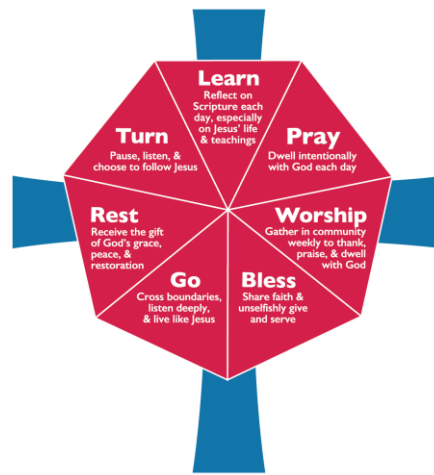 Learn
Reflect on
Scripture each
day, especially
on Jesus' life
& teachings
Pray
Dwell intentionally
with God each day
Worship
Gather in community
weekly to thank,
praise, & dwell
with God
Bless
Share faith &
unselfishly give
and serve
Go
Cross boundaries,
listen deeply,
& live like Jesus
Rest
Receive the gift
of God's grace,
peace, &
restoration
Turn
Pause, listen, &
choose to follow Jesus